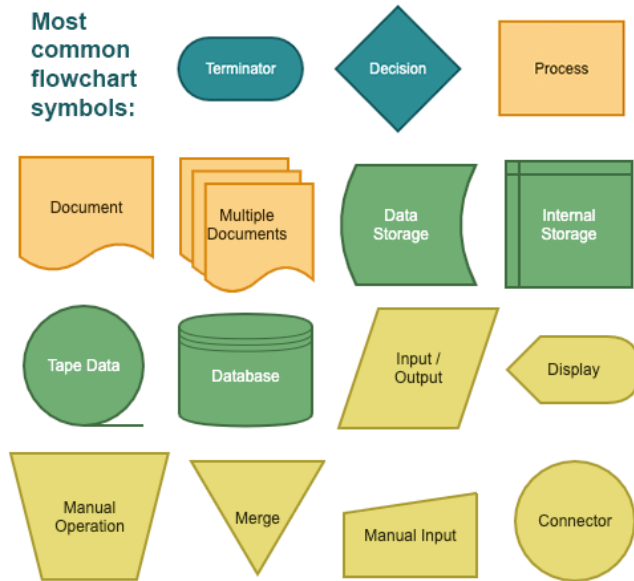 Most
common
flowchart
symbols:
Terminator
Decision
Process
Document
Multiple
Documents
Data
Storage
Internal
Storage
Tape Data
Database
Input /
Output
Display
Manual
Operation
Merge
Manual Input
Connector